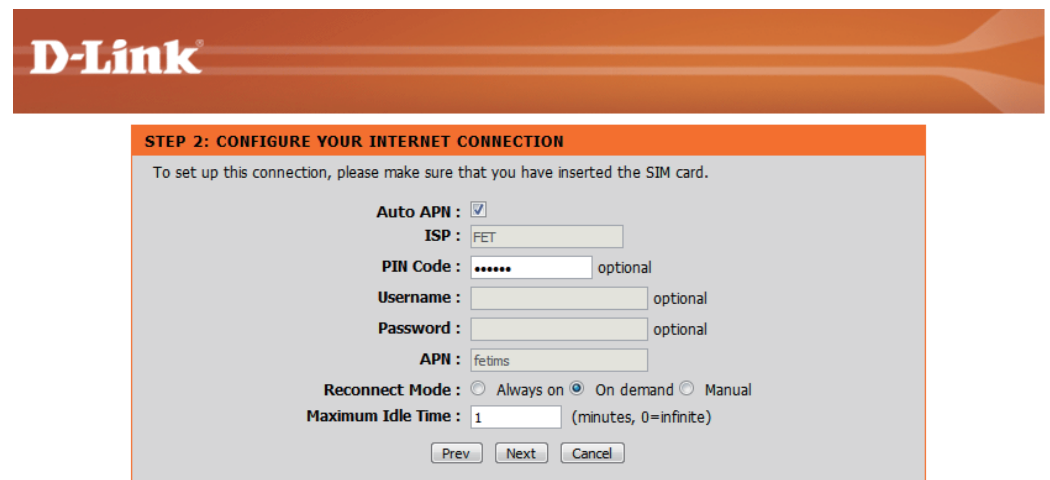 D-Link®
STEP 2: CONFIGURE YOUR INTERNET CONNECTION
To set up this connection, please make sure that you have inserted the SIM card.
Auto APN :
ISP : FET
PIN Code : •••••• optional
Username : optional
Password : optional
APN : fetims
Reconnect Mode : Always on On demand Manual
Maximum Idle Time : 1 (minutes, 0=infinite)
Prev Next Cancel